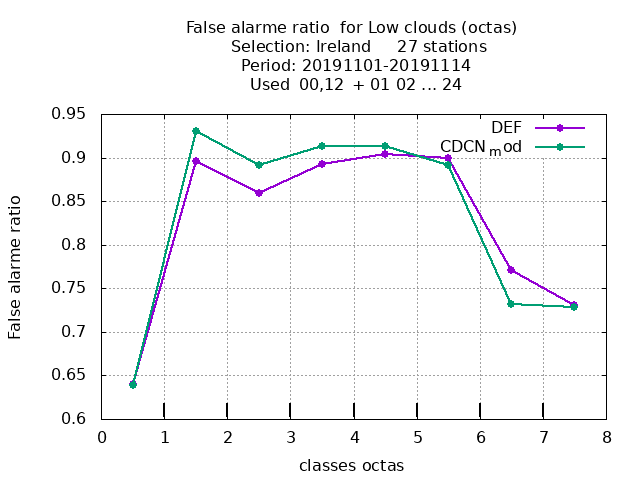 False alarme ratio  for Low clouds (octas)
Selection: Ireland     27 stations
Period: 20191101-20191114
Used  00,12  + 01 02 ... 24
DEF
CDCNmod
0.95
0.9
0.85
0.8
0.75
0.7
0.65
0.6
False alarme ratio
0 1 2 3 4 5 6 7 8
classes octas